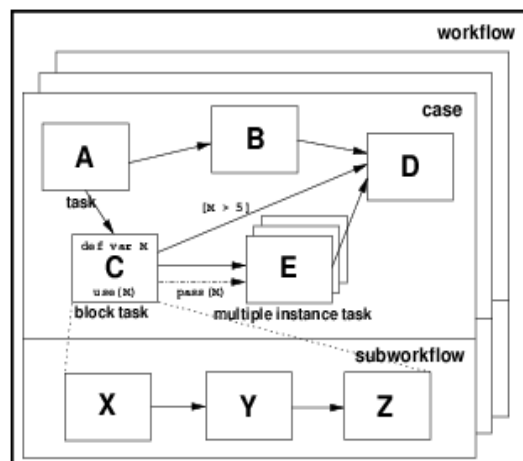 workflow
case
A
B
D
task
[M > 5]
def var M
C
use(M)
E
pass(M)
block task
multiple instance task
subworkflow
X
Y
Z